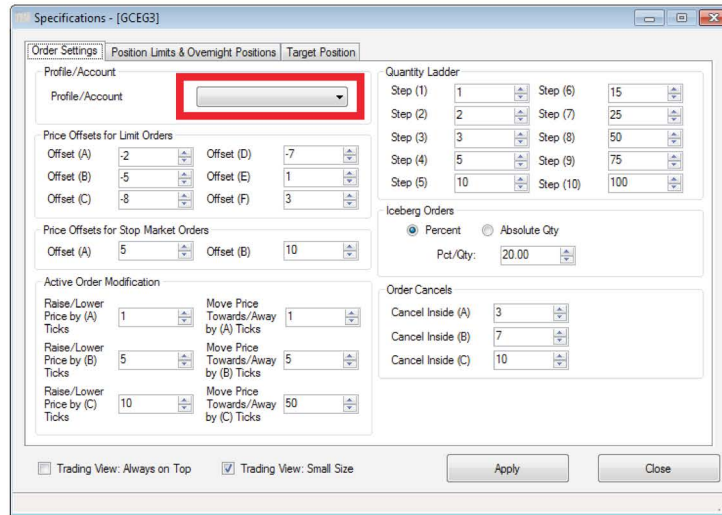 Specifications - [GCEG3]
Order Settings
Position Limits & Overnight Positions
Target Position
Profile/Account
Profile/Account
Price Offsets for Limit Orders
Offset (A) -2 Offset (D) -7
Offset (B) -5 Offset (E) 1
Offset (C) -8 Offset (F) 3
Price Offsets for Stop Market Orders
Offset (A) 5 Offset (B) 10
Active Order Modification
Raise/Lower
Price by (A)
Ticks
1
Move Price
Towards/Away
by (A) Ticks
1
Raise/Lower
Price by (B)
Ticks
5
Move Price
Towards/Away
by (B) Ticks
5
Raise/Lower
Price by (C)
Ticks
10
Move Price
Towards/Away
by (C) Ticks
50
Quantity Ladder
Step (1) 1 Step (6) 15
Step (2) 2 Step (7) 25
Step (3) 3 Step (8) 50
Step (4) 5 Step (9) 75
Step (5) 10 Step (10) 100
Iceberg Orders
Percent Absolute Qty
Pct/Qty: 20.00
Order Cancels
Cancel Inside (A) 3
Cancel Inside (B) 7
Cancel Inside (C) 10
Trading View: Always on Top
Trading View: Small Size
Apply
Close